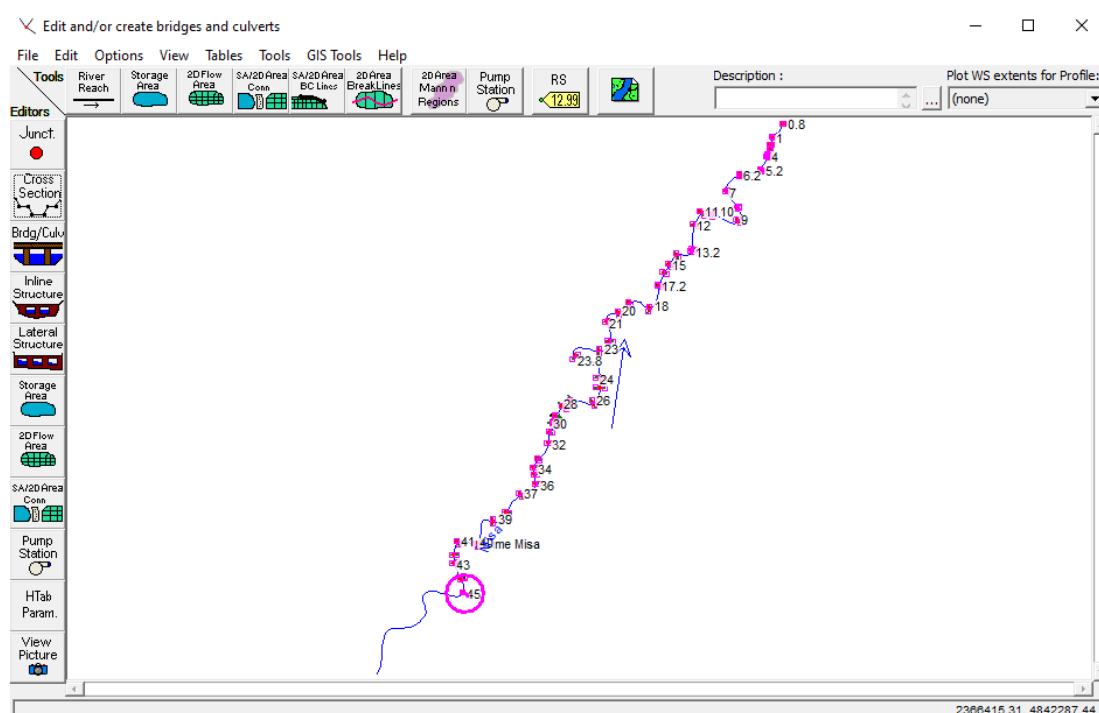 Edit and/or create bridges and culverts
File Edit Options View Tables Tools GIS Tools Help
Tools
Editors
River Reach
Storage Area
2D Flow Area
SA/2D Area Conn
SA/2D Area BC Lines
2D Area BreakLines
2D Area Mann n Regions
Pump Station
RS
12.99
Description :
...
Plot WS extents for Profile:
(none)
Junct.
Cross Section
Brdg/Culv
Inline Structure
Lateral Structure
Storage Area
2D Flow Area
SA/2D Area Conn
Pump Station
HTab Param.
View Picture
0.8
1
4
5.2
6.2
7
9
11.10
12
13.2
15
17.2
18
20
21
23
23.8
24
26
28
30
32
34
36
37
39
41
me Misa
43
45
2366415.31, 4842287.44